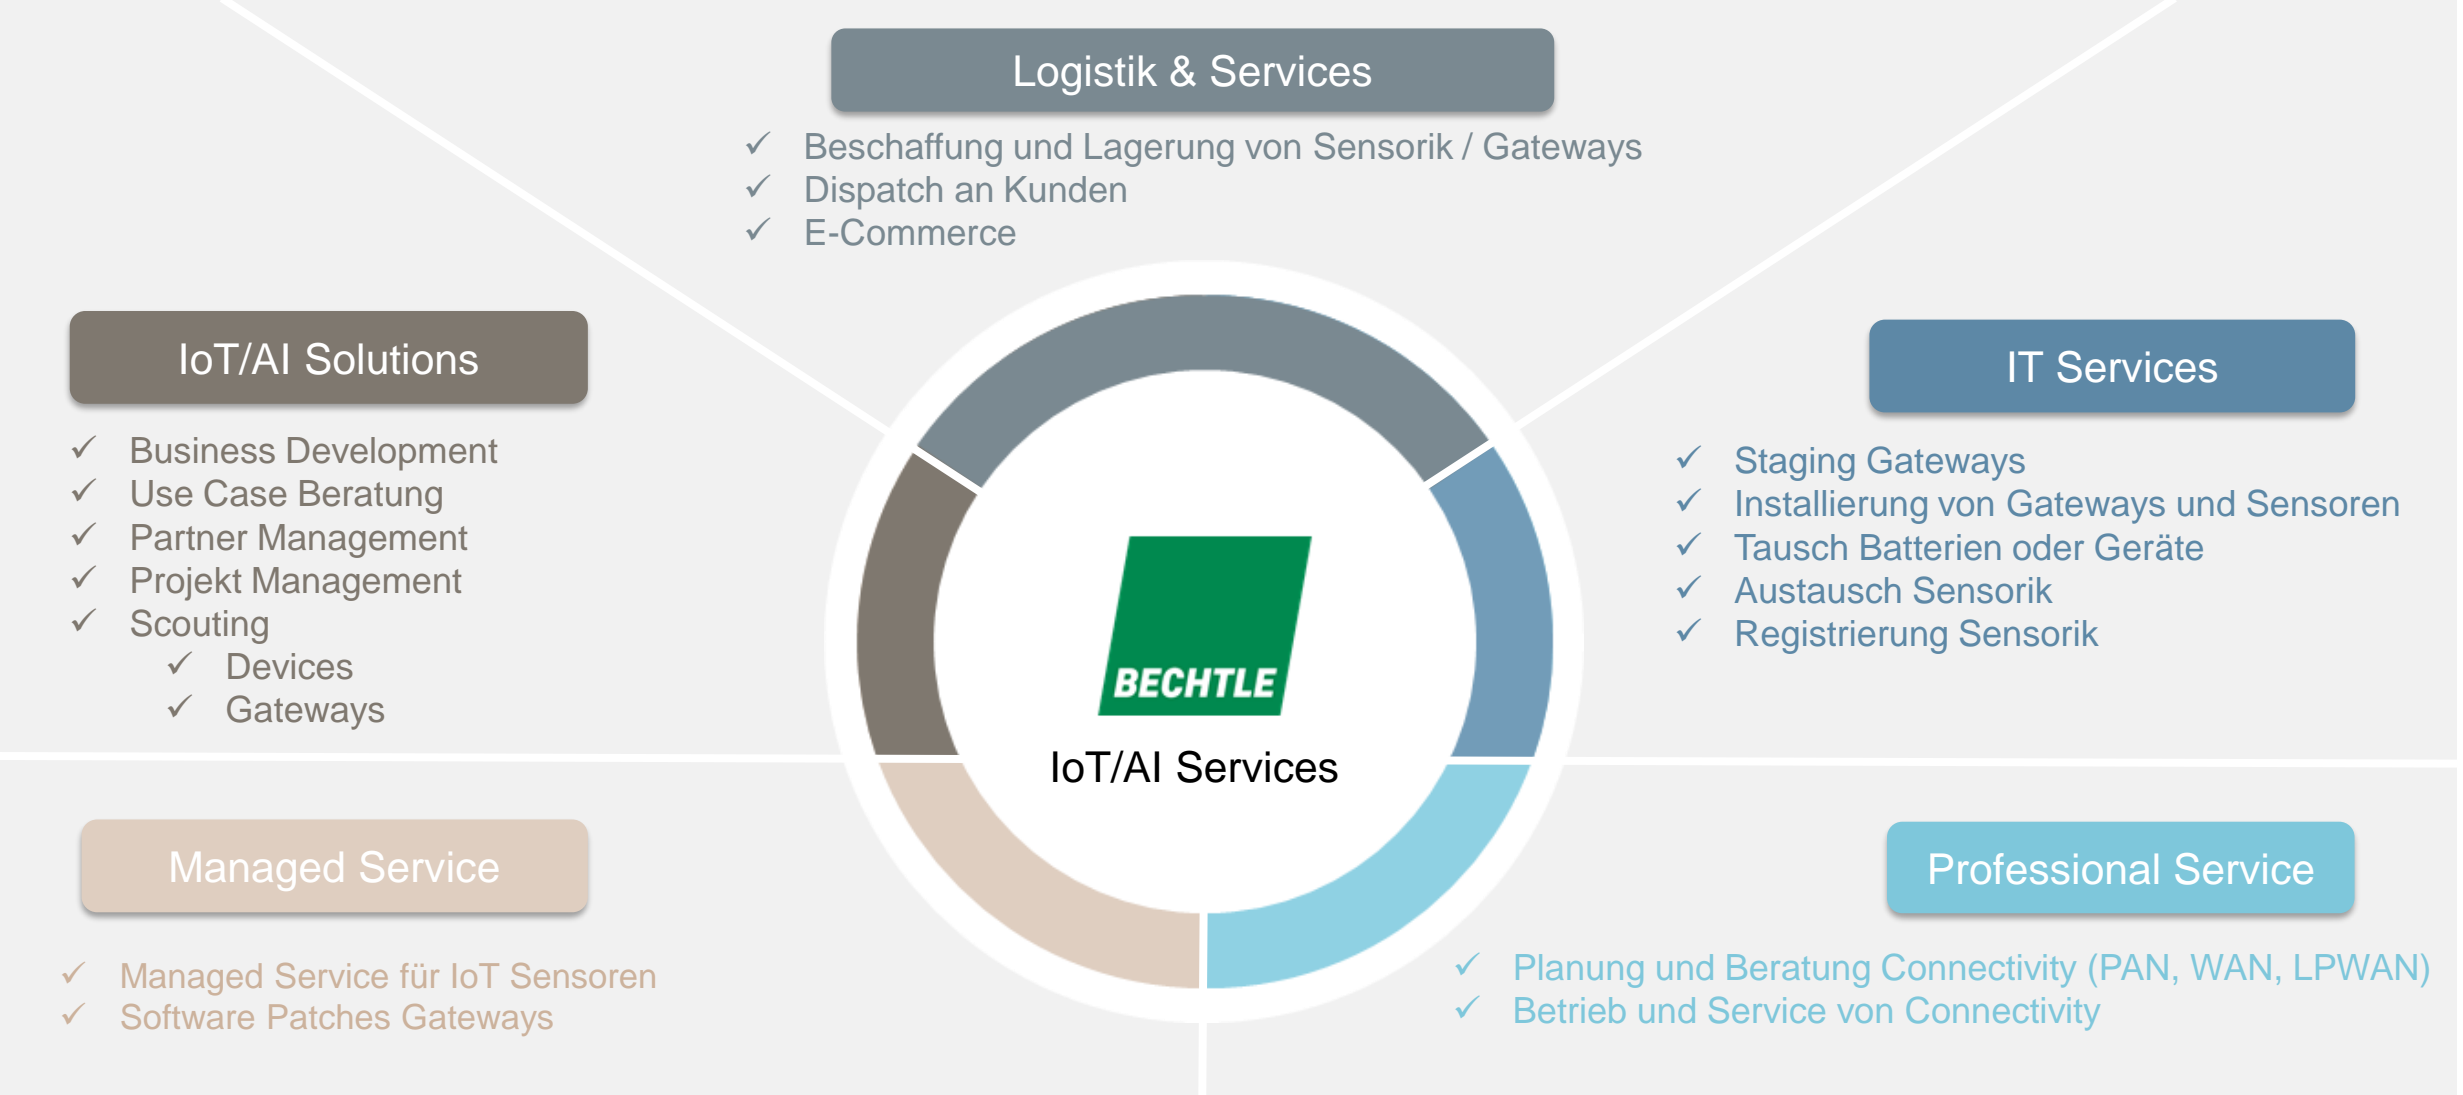 Logistik & Services
Beschaffung und Lagerung von Sensorik / Gateways
Dispatch an Kunden
E-Commerce
IoT/AI Solutions
Business Development
Use Case Beratung
Partner Management
Projekt Management
Scouting
Devices
Gateways
IT Services
Staging Gateways
Installierung von Gateways und Sensoren
Tausch Batterien oder Geräte
Austausch Sensorik
Registrierung Sensorik
BECHTLE
IoT/AI Services
Managed Service
Managed Service für IoT Sensoren
Software Patches Gateways
Professional Service
Planung und Beratung Connectivity (PAN, WAN, LPWAN)
Betrieb und Service von Connectivity